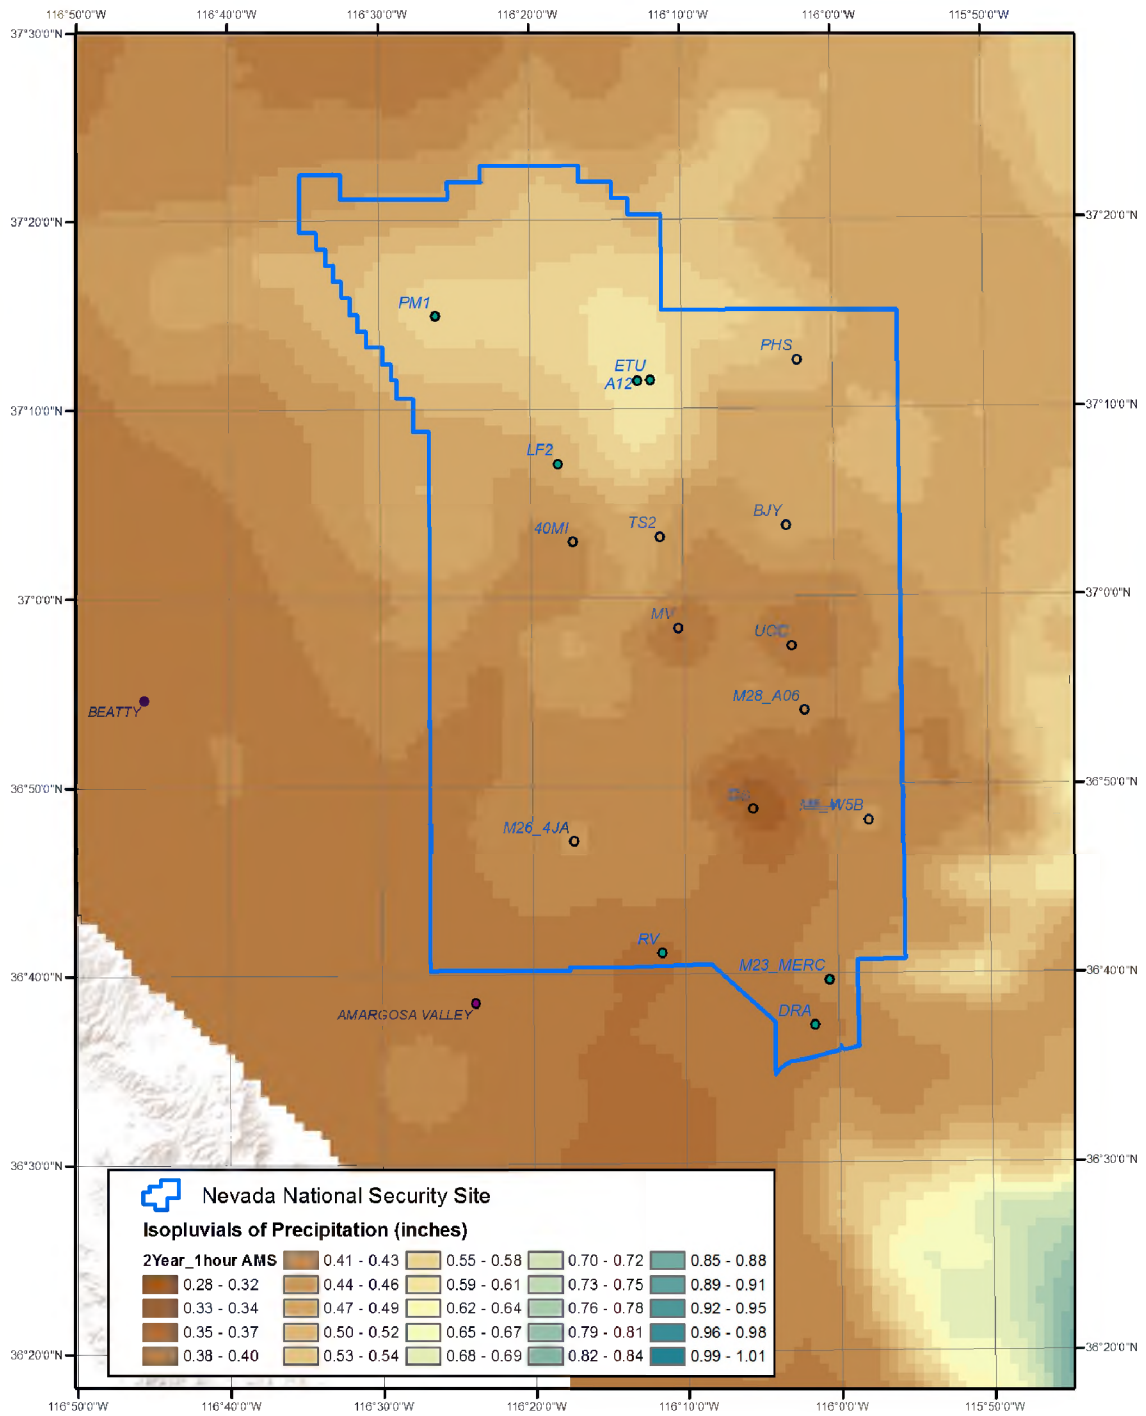 116°50'0"W 116°40'0"W 116°30'0"W 116°20'0"W 116°10'0"W 116°0'0"W 115°50'0"W
37°30'0"N
37°20'0"N 37°20'0"N
PM1
PHS
ETU
A12
37°10'0"N 37°10'0"N
LF2
BJY
TS2
40MI
37°0'0"N 37°0'0"N
MV
UCC
M28_A06
BEATTY
36°50'0"N 36°50'0"N
W5B
M26_4JA
RV
M23_MERC
36°40'0"N 36°40'0"N
DRA
AMARGOSA VALLEY
36°30'0"N 36°30'0"N
Nevada National Security Site
Isopluvials of Precipitation (inches)
2Year_1hour AMS 0.41 - 0.43 0.55 - 0.58 0.70 - 0.72 0.85 - 0.88
0.28 - 0.32 0.44 - 0.46 0.59 - 0.61 0.73 - 0.75 0.89 - 0.91
0.33 - 0.34 0.47 - 0.49 0.62 - 0.64 0.76 - 0.78 0.92 - 0.95
0.35 - 0.37 0.50 - 0.52 0.65 - 0.67 0.79 - 0.81 0.96 - 0.98
0.38 - 0.40 0.53 - 0.54 0.68 - 0.69 0.82 - 0.84 0.99 - 1.01
36°20'0"N 36°20'0"N
116°50'0"W 116°40'0"W 116°30'0"W 116°20'0"W 116°10'0"W 116°0'0"W 115°50'0"W